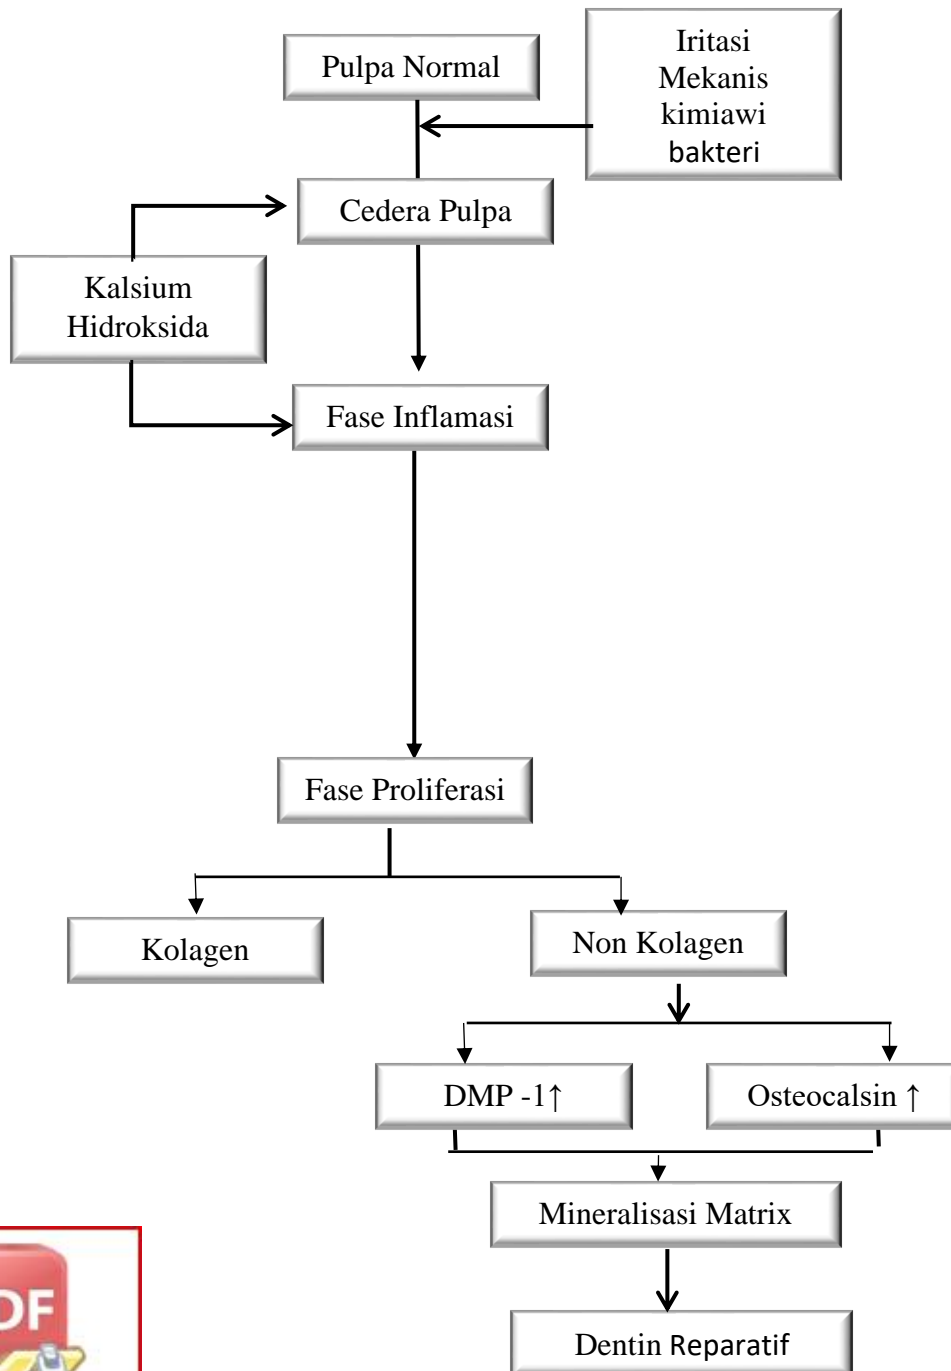 Pulpa Normal
Iritasi
Mekanis
kimiawi
bakteri
Cedera Pulpa
Kalsium
Hidroksida
Fase Inflamasi
Fase Proliferasi
Kolagen
Non Kolagen
DMP -1↑
Osteocalsin ↑
Mineralisasi Matrix
Dentin Reparatif